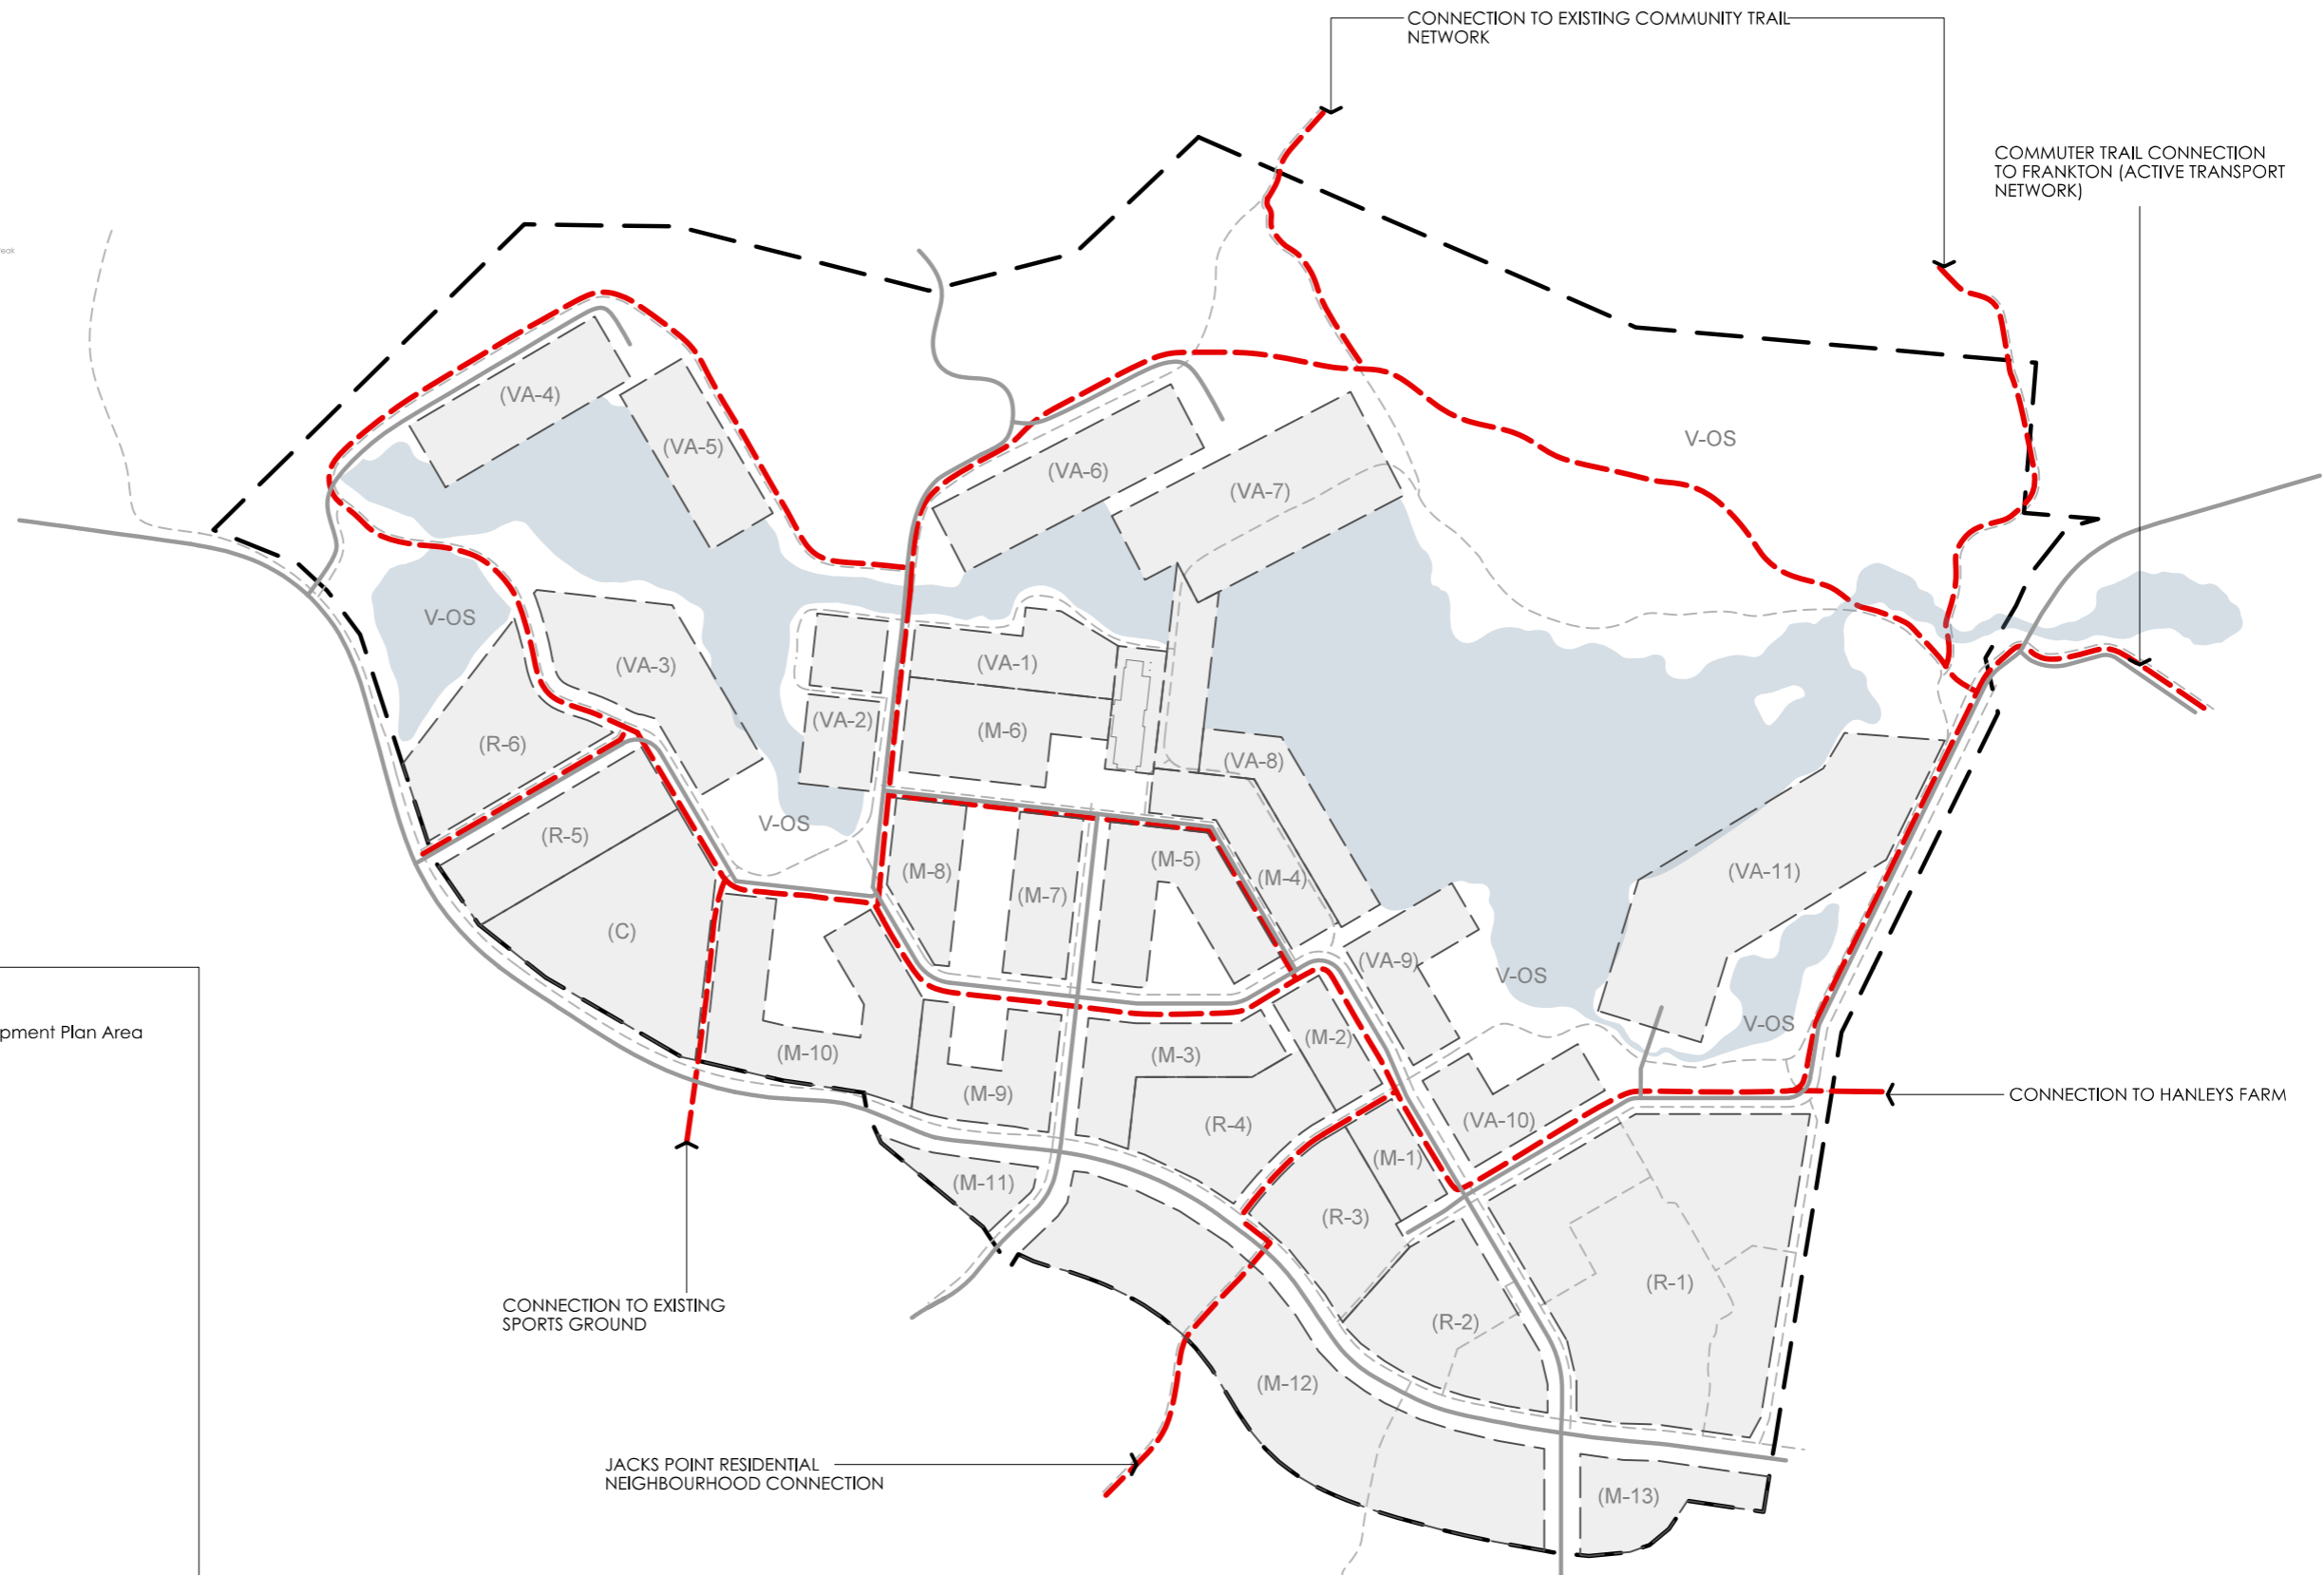 CONNECTION TO EXISTING COMMUNITY TRAIL
NETWORK
COMMUTER TRAIL CONNECTION
TO FRANKTON (ACTIVE TRANSPORT
NETWORK)
(VA-4)
(VA-5)
(VA-6)
(VA-7)
V-OS
V-OS
(VA-3)
(VA-1)
(VA-2)
(M-6)
(R-6)
(VA-8)
(R-5)
V-OS
(M-8)
(M-7)
(M-5)
(M-4)
(VA-11)
(C)
(VA-9)
V-OS
V-OS
pment Plan Area
(M-10)
(M-3)
(M-2)
(M-9)
(R-4)
(VA-10)
CONNECTION TO HANLEYS FARM
(M-1)
(M-11)
(R-3)
(R-1)
CONNECTION TO EXISTING
SPORTS GROUND
(R-2)
(M-12)
JACKS POINT RESIDENTIAL
NEIGHBOURHOOD CONNECTION
(M-13)